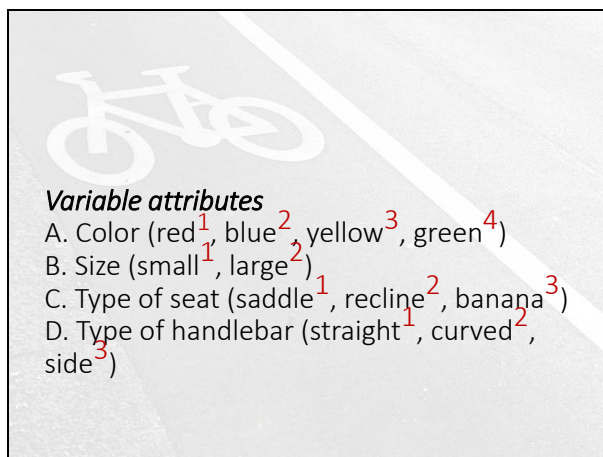 Variable attributes
A. Color (red1, blue2, yellow3, green4)
B. Size (small1, large2)
C. Type of seat (saddle1, recline2, banana3)
D. Type of handlebar (straight1, curved2,
side3)